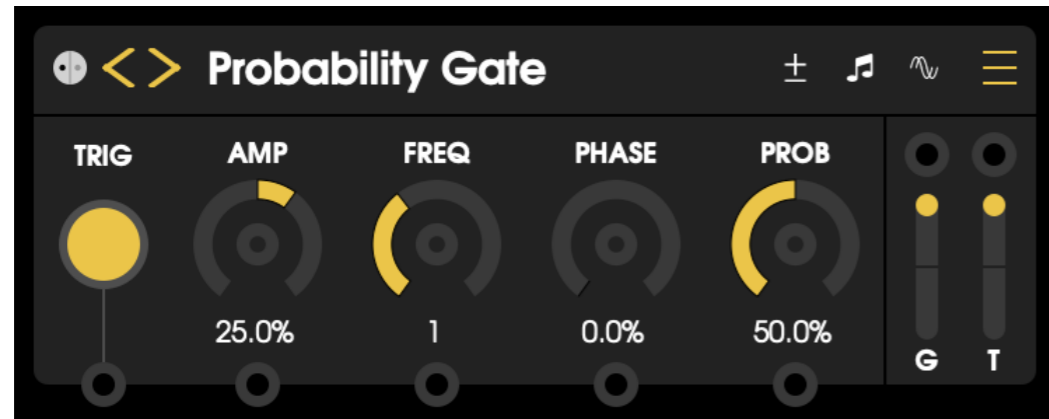 Probability Gate
TRIG AMP FREQ PHASE PROB
25.0% 1 0.0% 50.0%
G T